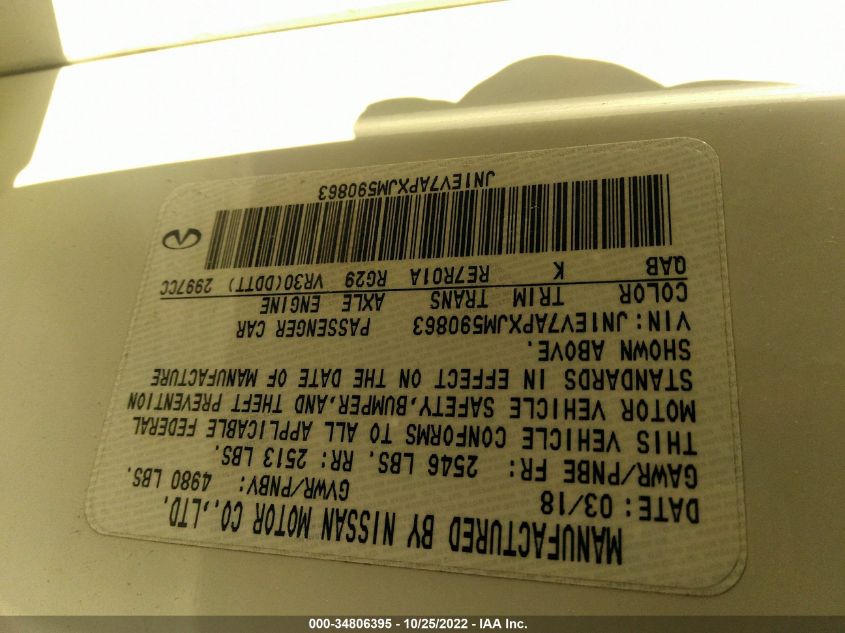 MANUFACTURED BY NISSAN MOTOR CO.,LTD.
DATE: 03/18 GVWR/PNBV: 4980 LBS.
GAWR/PNBE FR: 2546 LBS. RR: 2513 LBS.
THIS VEHICLE CONFORMS TO ALL APPLICABLE FEDERAL
MOTOR VEHICLE SAFETY,BUMPER,AND THEFT PREVENTION
STANDARDS IN EFFECT ON THE DATE OF MANUFACTURE
SHOWN ABOVE.
VIN: JN1EV7APXJM590863 PASSENGER CAR
COLOR TRIM TRANS AXLE ENGINE
QAB K RE7R01A RG29 VR30(DDTT) 2997CC
JN1EV7APXJM590863
000-34806395 - 10/25/2022 - IAA Inc.